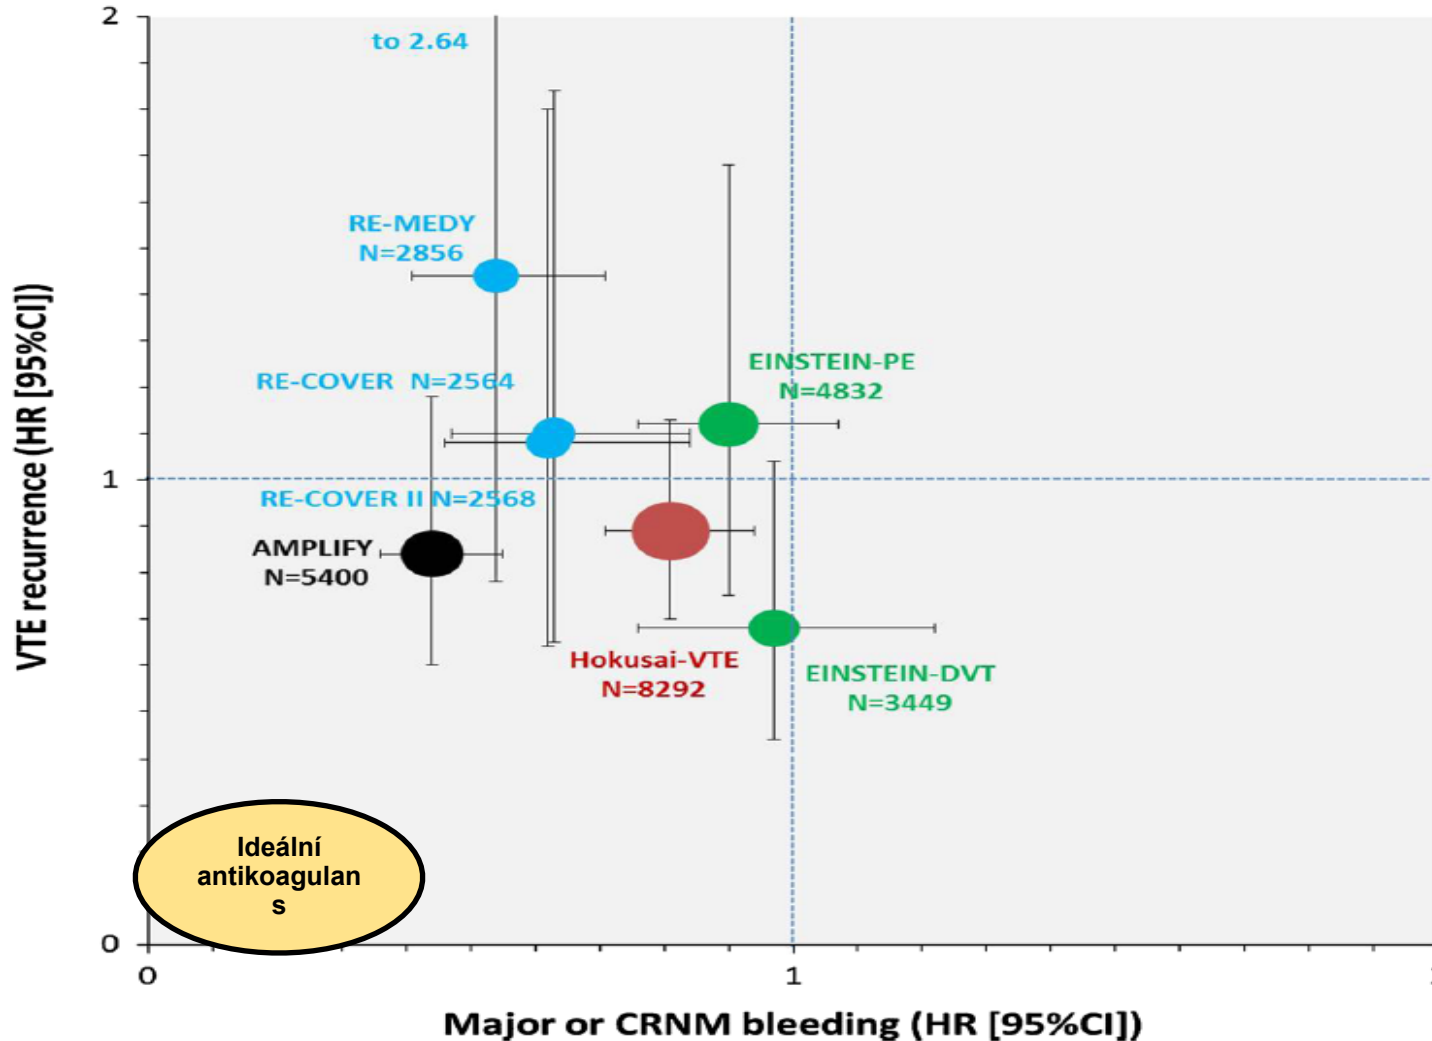 2
to 2.64
RE-MEDY
N=2856
EINSTEIN-PE
N=4832
RE-COVER N=2564
1
RE-COVER II N=2568
AMPLIFY
N=5400
Hokusai-VTE
N=8292
EINSTEIN-DVT
N=3449
Ideální
antikoagulan
s
0
0
1
VTE recurrence (HR [95%CI])
Major or CRNM bleeding (HR [95%CI])